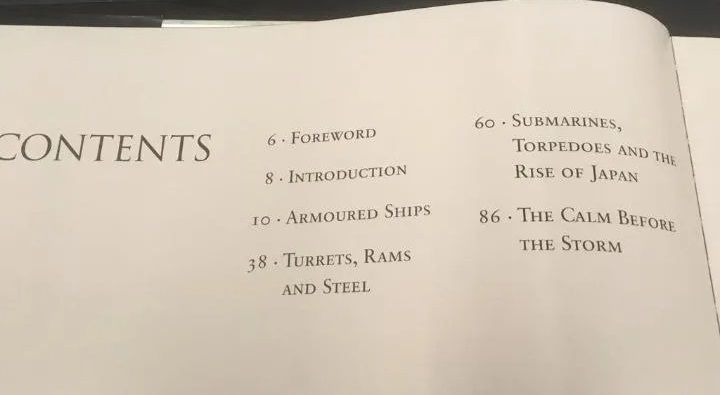 CONTENTS
6 · Foreword
8 · Introduction
10 · Armoured Ships
38 · Turrets, Rams
and Steel
60 · Submarines,
Torpedoes and the
Rise of Japan
86 · The Calm Before
the Storm